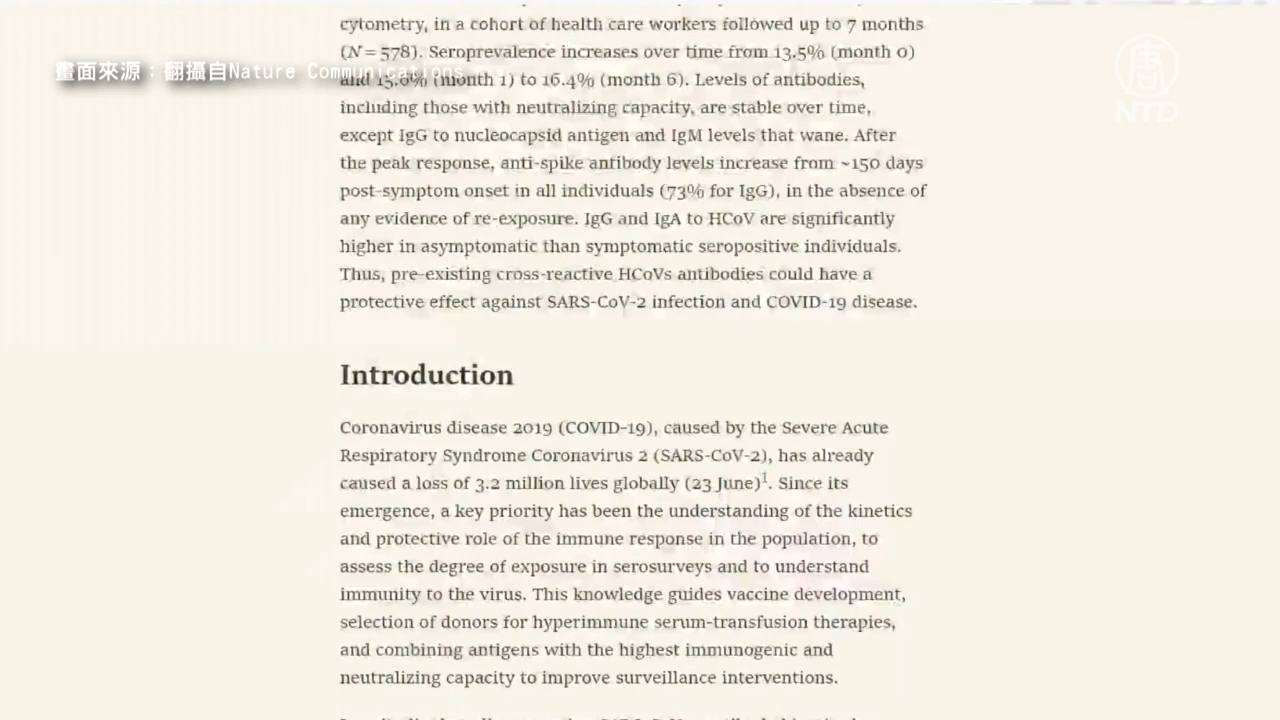 cytometry, in a cohort of health care workers followed up to 7 months
(N = 578). Seroprevalence increases over time from 13.5% (month 0)
畫面來源：翻攝自Nature Communications
and 15.6% (month 1) to 16.4% (month 6). Levels of antibodies,
including those with neutralizing capacity, are stable over time,
except IgG to nucleocapsid antigen and IgM levels that wane. After
the peak response, anti-spike antibody levels increase from ~150 days
post-symptom onset in all individuals (73% for IgG), in the absence of
any evidence of re-exposure. IgG and IgA to HCoV are significantly
higher in asymptomatic than symptomatic seropositive individuals.
Thus, pre-existing cross-reactive HCoVs antibodies could have a
protective effect against SARS-CoV-2 infection and COVID-19 disease.
Introduction
Coronavirus disease 2019 (COVID-19), caused by the Severe Acute
Respiratory Syndrome Coronavirus 2 (SARS-CoV-2), has already
caused a loss of 3.2 million lives globally (23 June)1. Since its
emergence, a key priority has been the understanding of the kinetics
and protective role of the immune response in the population, to
assess the degree of exposure in serosurveys and to understand
immunity to the virus. This knowledge guides vaccine development,
selection of donors for hyperimmune serum-transfusion therapies,
and combining antigens with the highest immunogenic and
neutralizing capacity to improve surveillance interventions.
唐
NTD